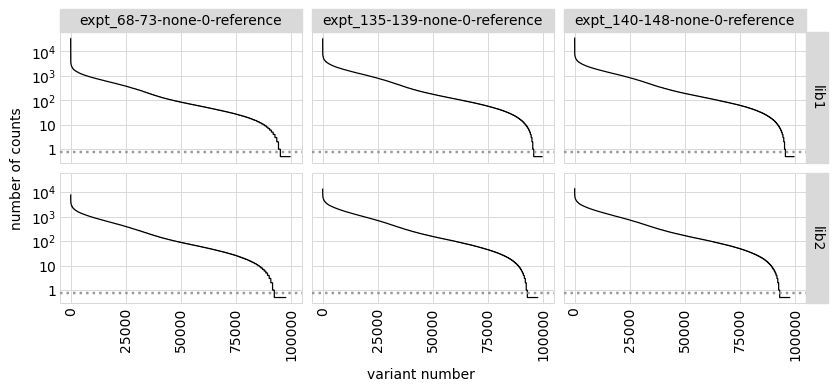 expt_68-73-none-0-reference expt_135-139-none-0-reference expt_140-148-none-0-reference
number of counts
10⁴
10³
10²
10
1
lib1
10⁴
10³
10²
10
1
lib2
0 25000 50000 75000 100000 0 25000 50000 75000 100000 0 25000 50000 75000 100000
variant number